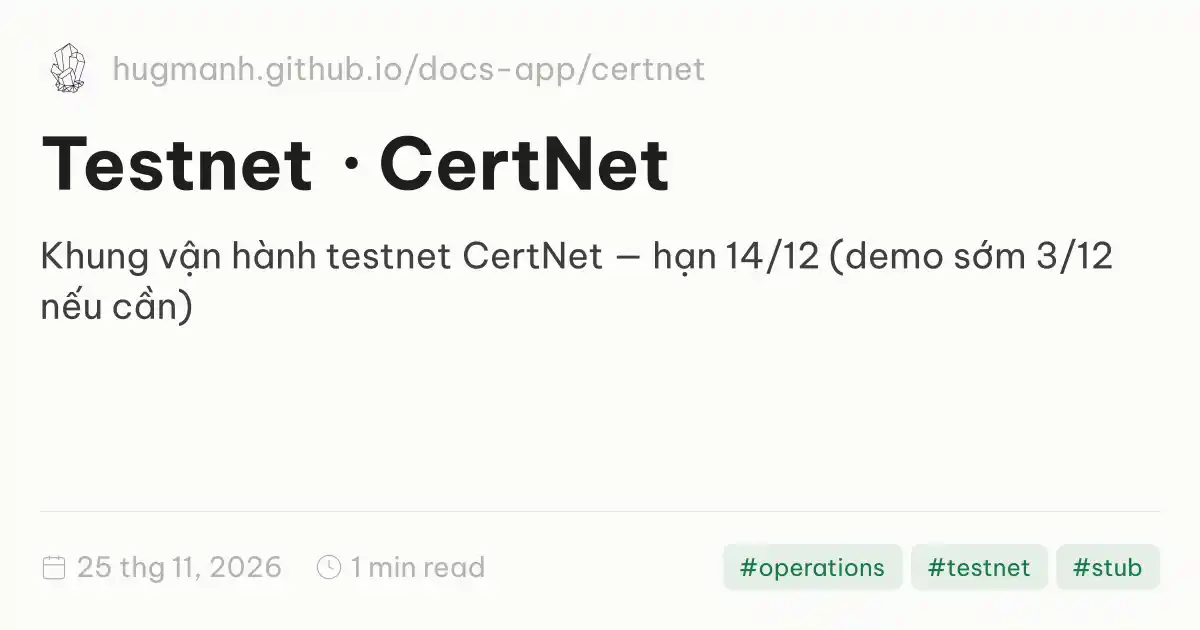 hugmanh.github.io/docs-app/certnet
Testnet · CertNet
Khung vận hành testnet CertNet — hạn 14/12 (demo sớm 3/12
nếu cần)
25 thg 11, 2026 1 min read #operations #testnet #stub